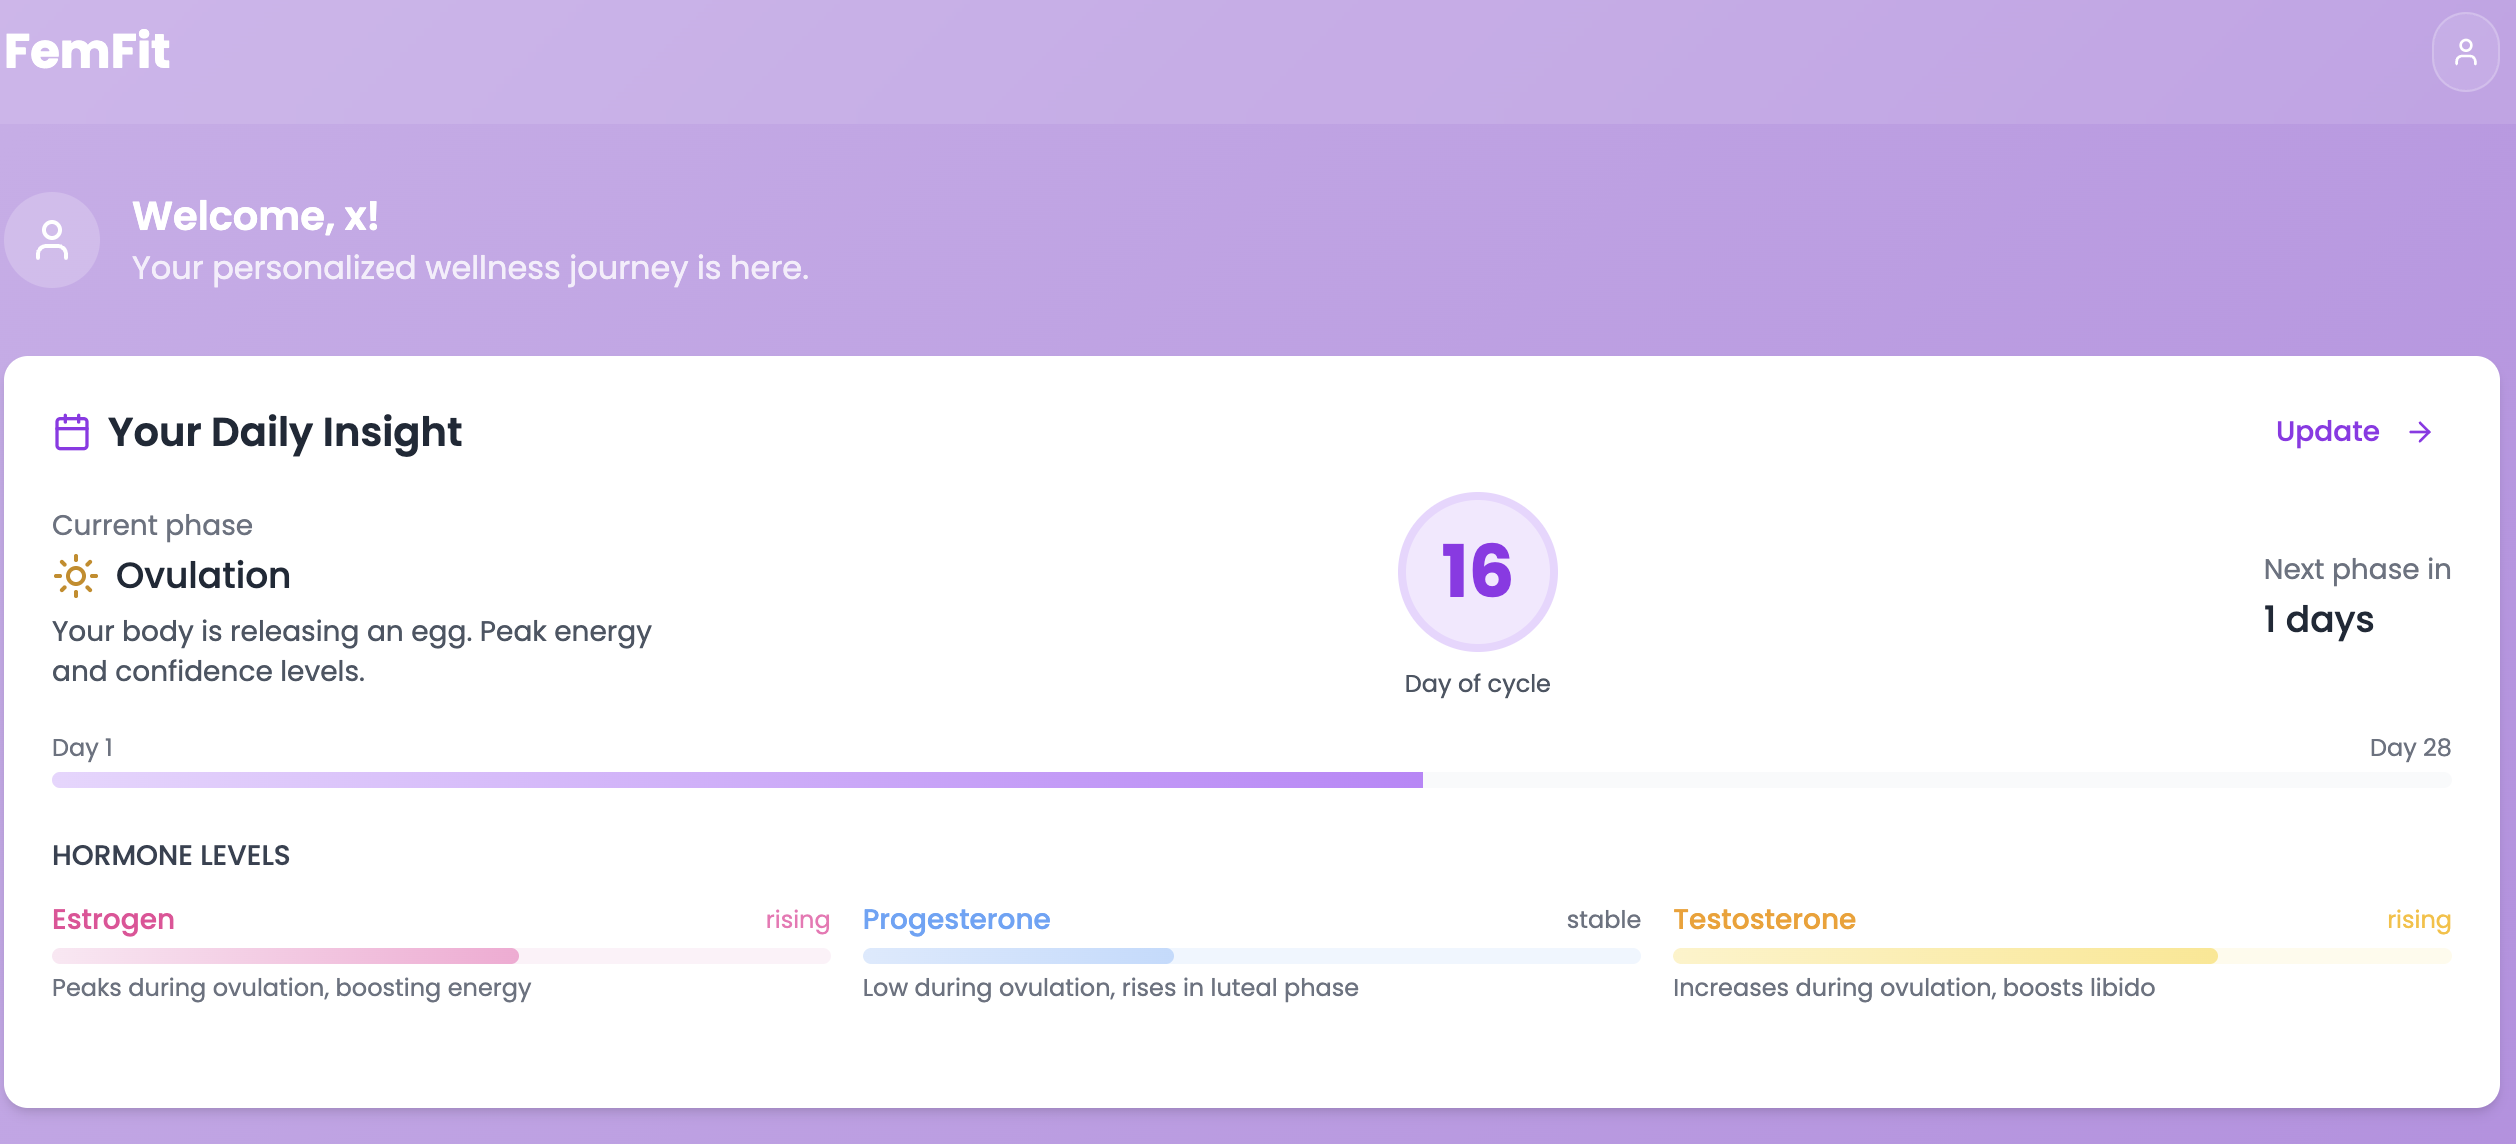 FemFit
Welcome, x!
Your personalized wellness journey is here.
Your Daily Insight
Update
Current phase
Ovulation
Your body is releasing an egg. Peak energy
and confidence levels.
16
Day of cycle
Next phase in
1 days
Day 1
Day 28
HORMONE LEVELS
Estrogen
rising
Peaks during ovulation, boosting energy
Progesterone
stable
Low during ovulation, rises in luteal phase
Testosterone
rising
Increases during ovulation, boosts libido